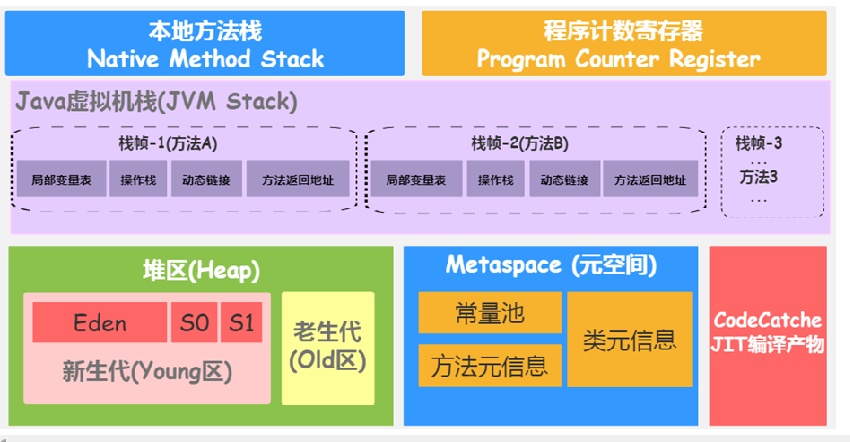 本地方法栈
Native Method Stack
程序计数寄存器
Program Counter Register
Java虚拟机栈(JVM Stack)
栈帧-1(方法A)
局部变量表
操作栈
动态链接
方法返回地址
栈帧-2(方法B)
局部变量表
操作栈
动态链接
方法返回地址
栈帧-3
...
方法3
...
堆区(Heap)
Eden
S0
S1
新生代(Young区)
老生代
(Old区)
Metaspace (元空间)
常量池
方法元信息
类元信息
CodeCatche
JIT编译产物